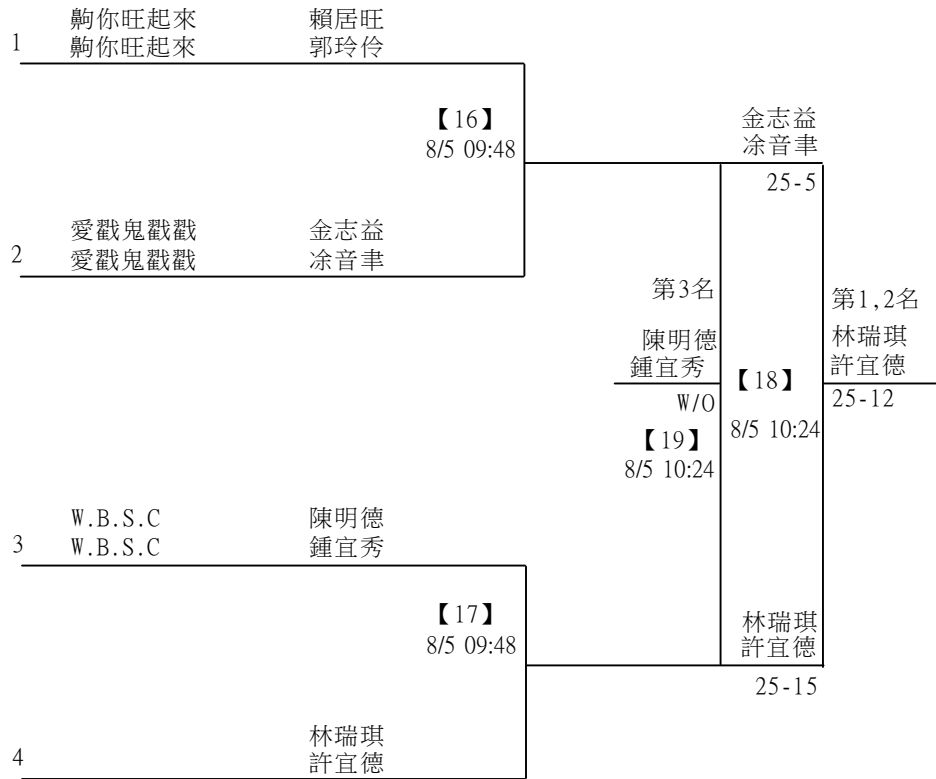 齁你旺起來 賴居旺
1 齁你旺起來 郭玲伶
【16】
8/5 09:48
金志益
凃音聿
25-5
愛戳鬼戳戳 金志益
2 愛戳鬼戳戳 凃音聿
第3名
第1,2名
陳明德
鍾宜秀
林瑞琪
許宜德
【18】
W/O
25-12
8/5 10:24
【19】
8/5 10:24
W.B.S.C 陳明德
3 W.B.S.C 鍾宜秀
【17】
8/5 09:48
林瑞琪
許宜德
25-15
林瑞琪
4 許宜德